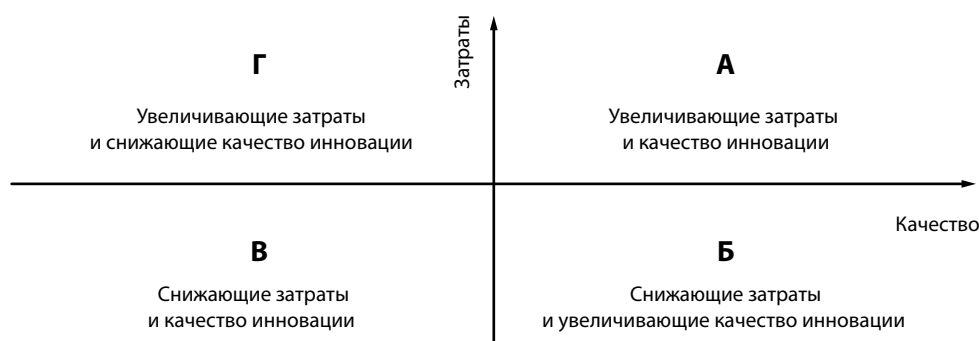 Затраты
Г
Увеличивающие затраты
и снижающие качество инновации
А
Увеличивающие затраты
и качество инновации
Качество
В
Снижающие затраты
и качество инновации
Б
Снижающие затраты
и увеличивающие качество инновации